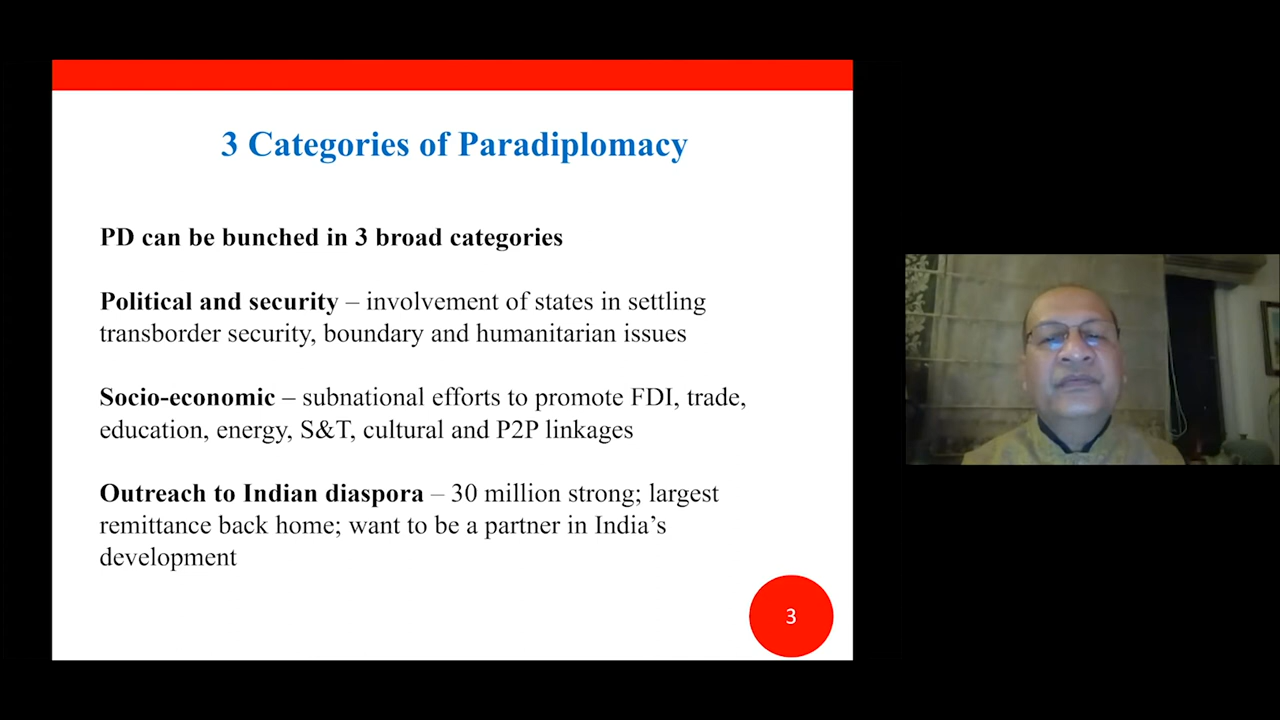 3 Categories of Paradiplomacy
PD can be bunched in 3 broad categories
Political and security – involvement of states in settling
transborder security, boundary and humanitarian issues
Socio-economic – subnational efforts to promote FDI, trade,
education, energy, S&T, cultural and P2P linkages
Outreach to Indian diaspora – 30 million strong; largest
remittance back home; want to be a partner in India’s
development
3